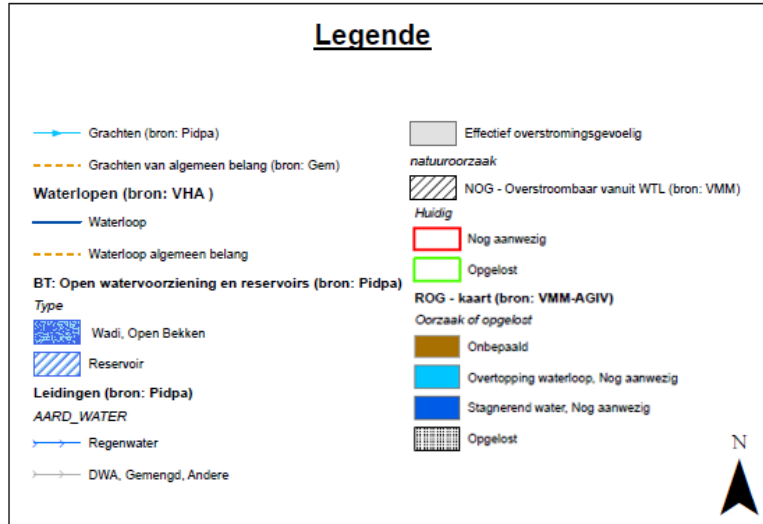 Legende
Grachten (bron: Pidpa)
Grachten van algemeen belang (bron: Gem)
Waterlopen (bron: VHA )
Waterloop
Waterloop algemeen belang
BT: Open watervoorziening en reservoirs (bron: Pidpa)
Type
Wadi, Open Bekken
Reservoir
Leidingen (bron: Pidpa)
AARD_WATER
Regenwater
DWA, Gemengd, Andere
Effectief overstromingsgevoelig
natuuroorzaak
NOG - Overstroombaar vanuit WTL (bron: VMM)
Huidig
Nog aanwezig
Opgelost
ROG - kaart (bron: VMM-AGIV)
Oorzaak of opgelost
Onbepaald
Overtopping waterloop, Nog aanwezig
Stagnerend water, Nog aanwezig
Opgelost
N